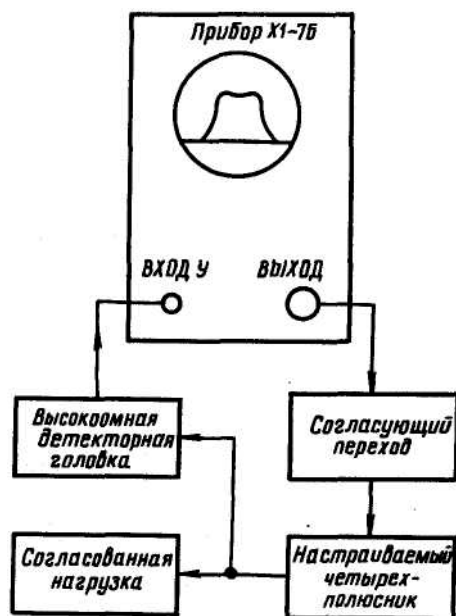 Прибор Х1-7Б
ВХОД У
ВЫХОД
Высокоомная
детекторная
головка
Согласующий
переход
Согласованная
нагрузка
Настраиваемый
четырех-
полюсник